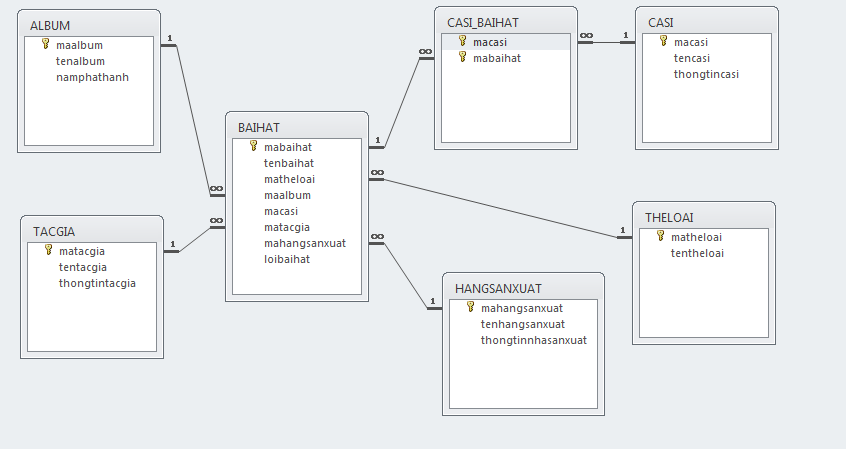 ALBUM
maalbum
tenalbum
namphathanh
1
∞
TACGIA
matacgia
tentacgia
thongtintacgia
1
∞
BAIHAT
mabaihat
tenbaihat
matheloai
maalbum
macasi
matacgia
mahangsanxuat
loibaihat
1
∞
∞
CASI_BAIHAT
macasi
mabaihat
∞
∞
1
CASI
macasi
tencasi
thongtincasi
THELOAI
matheloai
tentheloai
1
HANGSANXUAT
mahangsanxuat
tenhangsanxuat
thongtinnhasanxuat
1